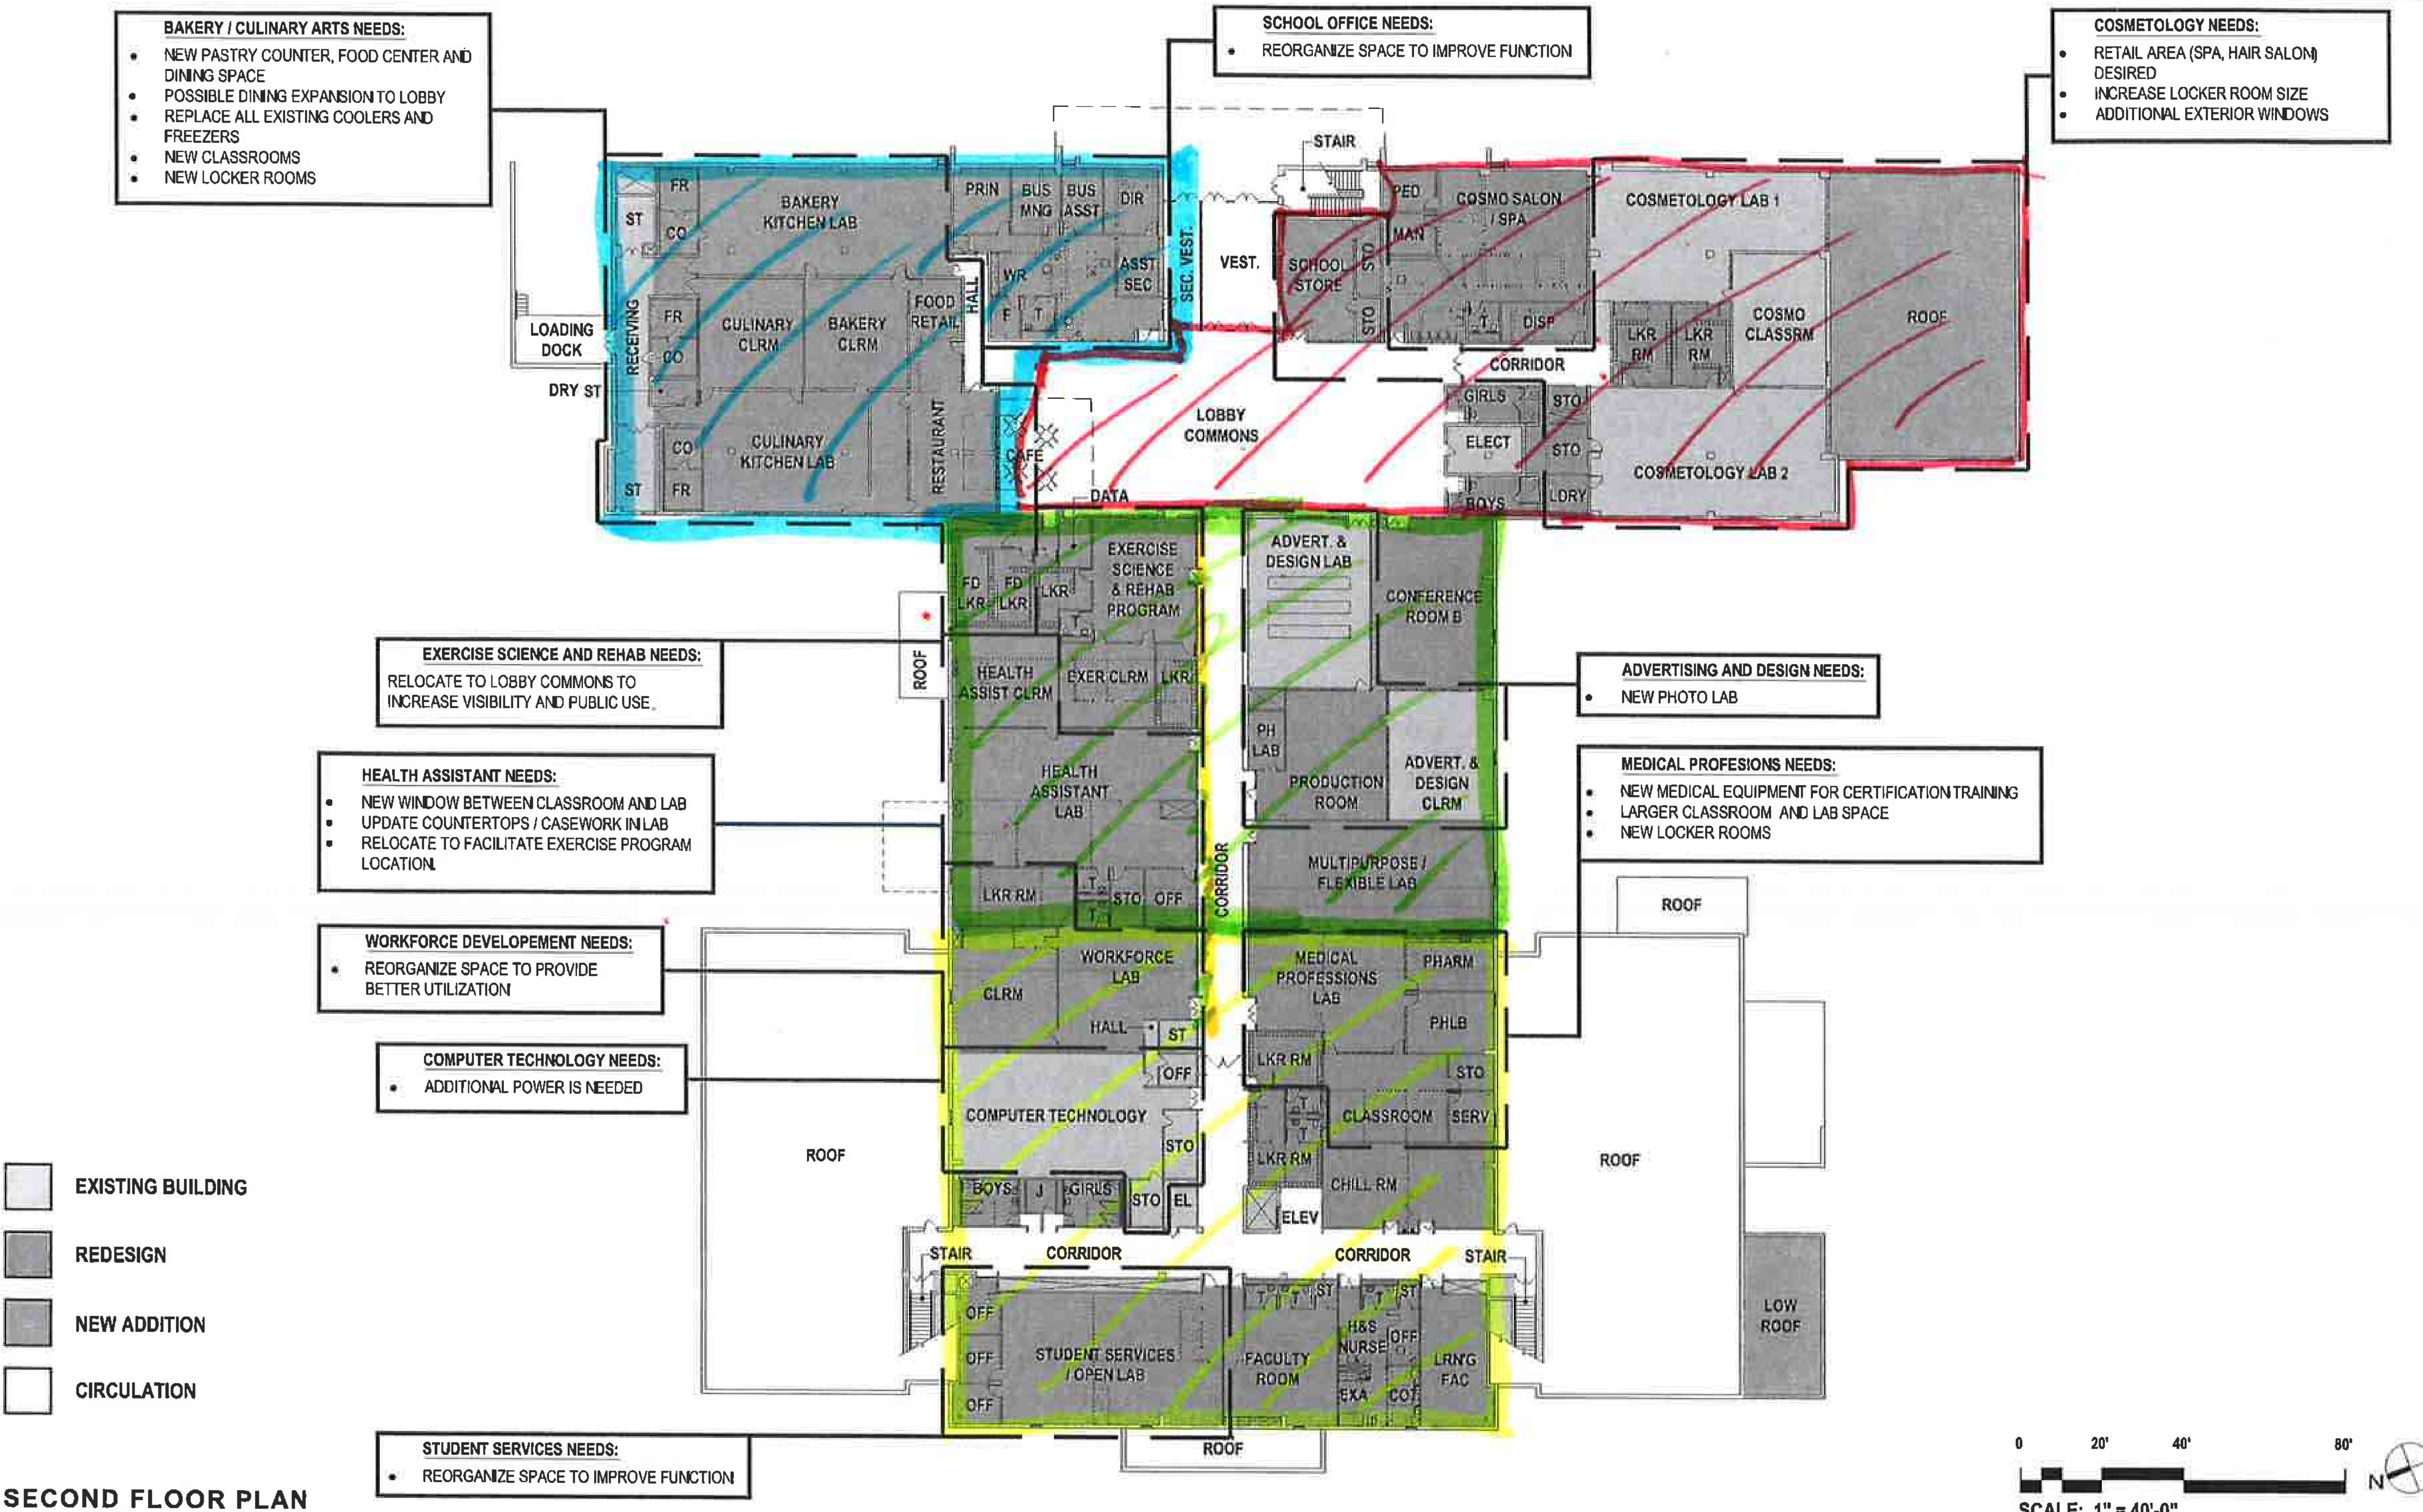 BAKERY / CULINARY ARTS NEEDS:
• NEW PASTRY COUNTER, FOOD CENTER AND
DINING SPACE
• POSSIBLE DINING EXPANSION TO LOBBY
• REPLACE ALL EXISTING COOLERS AND
FREEZERS
• NEW CLASSROOMS
• NEW LOCKER ROOMS
SCHOOL OFFICE NEEDS:
• REORGANIZE SPACE TO IMPROVE FUNCTION
COSMETOLOGY NEEDS:
• RETAIL AREA (SPA, HAIR SALON)
DESIRED
• INCREASE LOCKER ROOM SIZE
• ADDITIONAL EXTERIOR WINDOWS
ST
FR
CO
BAKERY
KITCHEN LAB
PRIN
BUS
MNG
BUS
ASST
DIR
WR
ASST
SEC
F
T
HALL
SEC. VEST.
VEST.
STAIR
SCHOOL
STORE
STO
STO
PED
MAN
COSMO SALON
/ SPA
T
DISP
COSMETOLOGY LAB 1
LKR
RM
LKR
RM
COSMO
CLASSRM
ROOF
LOADING
DOCK
RECEIVING
DRY ST
FR
CO
CULINARY
CLRM
BAKERY
CLRM
FOOD
RETAIL
CORRIDOR
LOBBY
COMMONS
GIRLS
ELECT
BOYS
STO
STO
LDRY
COSMETOLOGY LAB 2
CO
ST
FR
CULINARY
KITCHEN LAB
RESTAURANT
CAFE
DATA
FD
LKR
FD
LKR
LKR
T
EXERCISE
SCIENCE
& REHAB
PROGRAM
ADVERT. &
DESIGN LAB
CONFERENCE
ROOM B
EXERCISE SCIENCE AND REHAB NEEDS:
RELOCATE TO LOBBY COMMONS TO
INCREASE VISIBILITY AND PUBLIC USE.
ROOF
HEALTH
ASSIST CLRM
EXER CLRM
LKR
ADVERTISING AND DESIGN NEEDS:
• NEW PHOTO LAB
PH
LAB
PRODUCTION
ROOM
ADVERT. &
DESIGN
CLRM
HEALTH ASSISTANT NEEDS:
• NEW WINDOW BETWEEN CLASSROOM AND LAB
• UPDATE COUNTERTOPS / CASEWORK IN LAB
• RELOCATE TO FACILITATE EXERCISE PROGRAM
LOCATION.
HEALTH
ASSISTANT
LAB
MEDICAL PROFESIONS NEEDS:
• NEW MEDICAL EQUIPMENT FOR CERTIFICATION TRAINING
• LARGER CLASSROOM AND LAB SPACE
• NEW LOCKER ROOMS
LKR RM
T
T
STO
OFF
CORRIDOR
MULTIPURPOSE /
FLEXIBLE LAB
ROOF
WORKFORCE DEVELOPEMENT NEEDS:
• REORGANIZE SPACE TO PROVIDE
BETTER UTILIZATION
CLRM
WORKFORCE
LAB
HALL
ST
MEDICAL
PROFESSIONS
LAB
PHARM
PHLB
COMPUTER TECHNOLOGY NEEDS:
• ADDITIONAL POWER IS NEEDED
OFF
COMPUTER TECHNOLOGY
STO
LKR RM
STO
T
T
CLASSROOM
SERV
LKR RM
ROOF
ROOF
BOYS
J
GIRLS
STO
EL
ELEV
CHILL RM
STAIR
CORRIDOR
CORRIDOR
STAIR
OFF
OFF
OFF
STUDENT SERVICES
/ OPEN LAB
T
T
ST
FACULTY
ROOM
T
ST
H&S
NURSE
OFF
EXA
COT
LRN'G
FAC
LOW
ROOF
ROOF
STUDENT SERVICES NEEDS:
• REORGANIZE SPACE TO IMPROVE FUNCTION
EXISTING BUILDING
REDESIGN
NEW ADDITION
CIRCULATION
SECOND FLOOR PLAN
0 20' 40' 80'
N
SCALE: 1" = 40'-0"